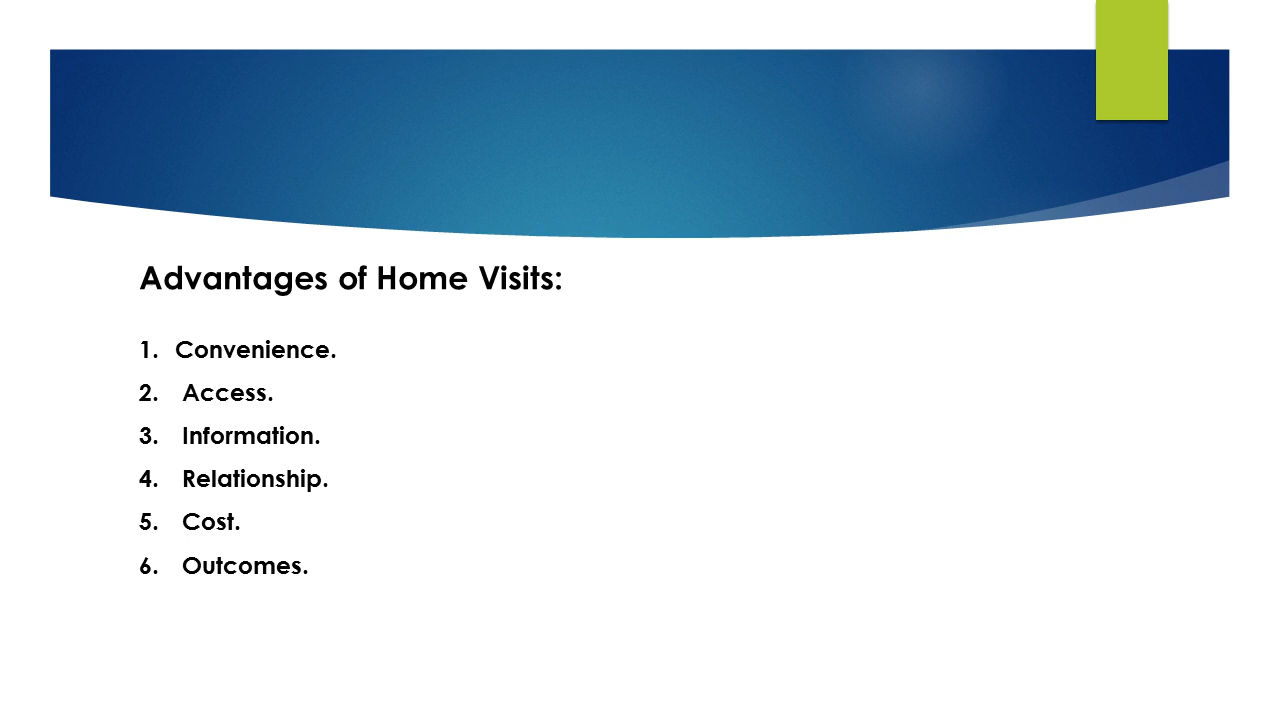 Advantages of Home Visits:
1. Convenience.
2. Access.
3. Information.
4. Relationship.
5. Cost.
6. Outcomes.